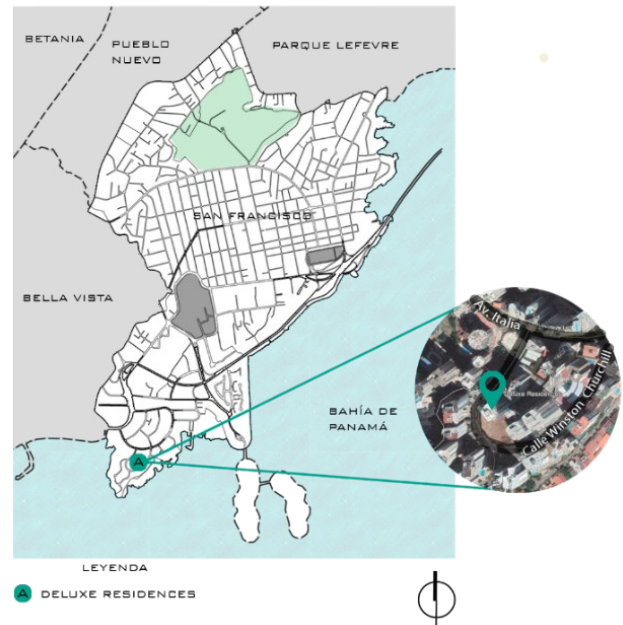 BETANIA
PUEBLO
NUEVO
PARQUE LEFEVRE
SAN FRANCISCO
BELLA VISTA
BAHÍA DE
PANAMÁ
Av. Italia
Calle Winston Churchill
A
LEYENDA
A DELUXE RESIDENCES